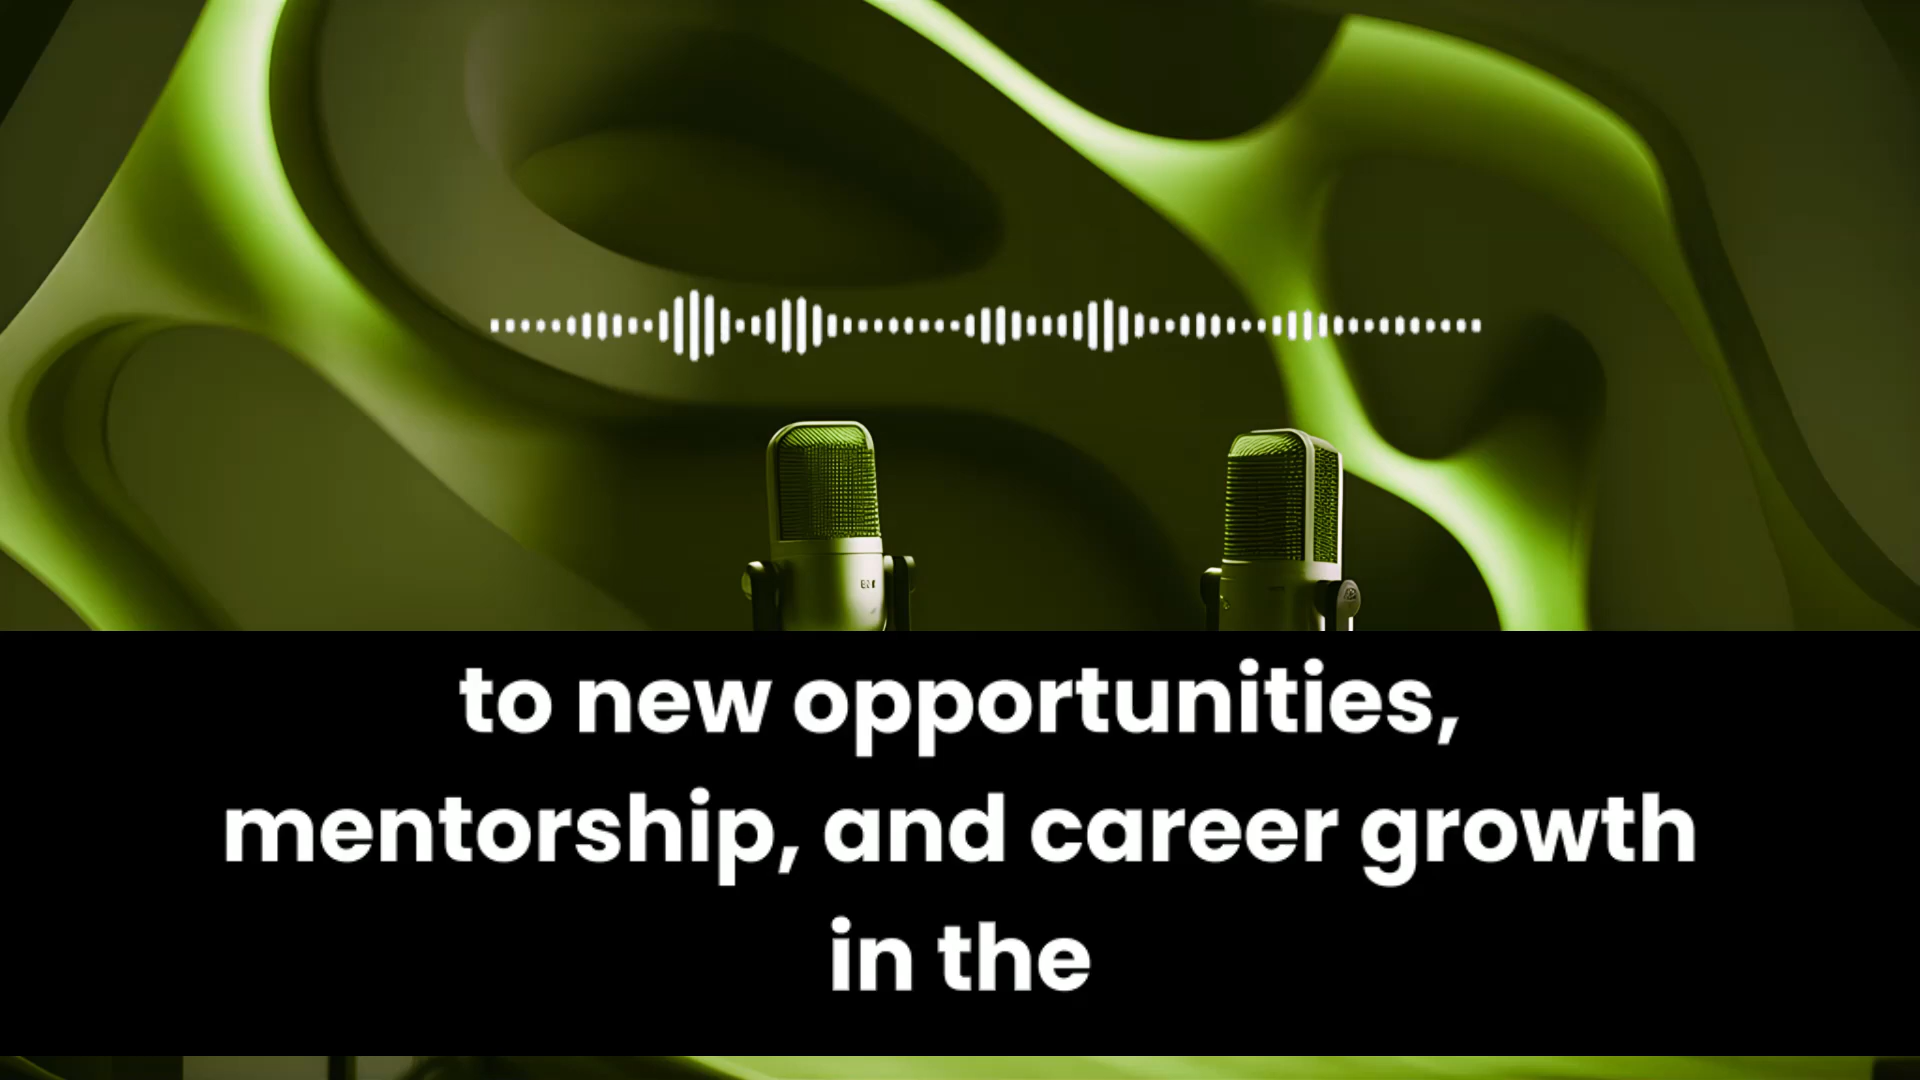 to new opportunities,
mentorship, and career growth
in the